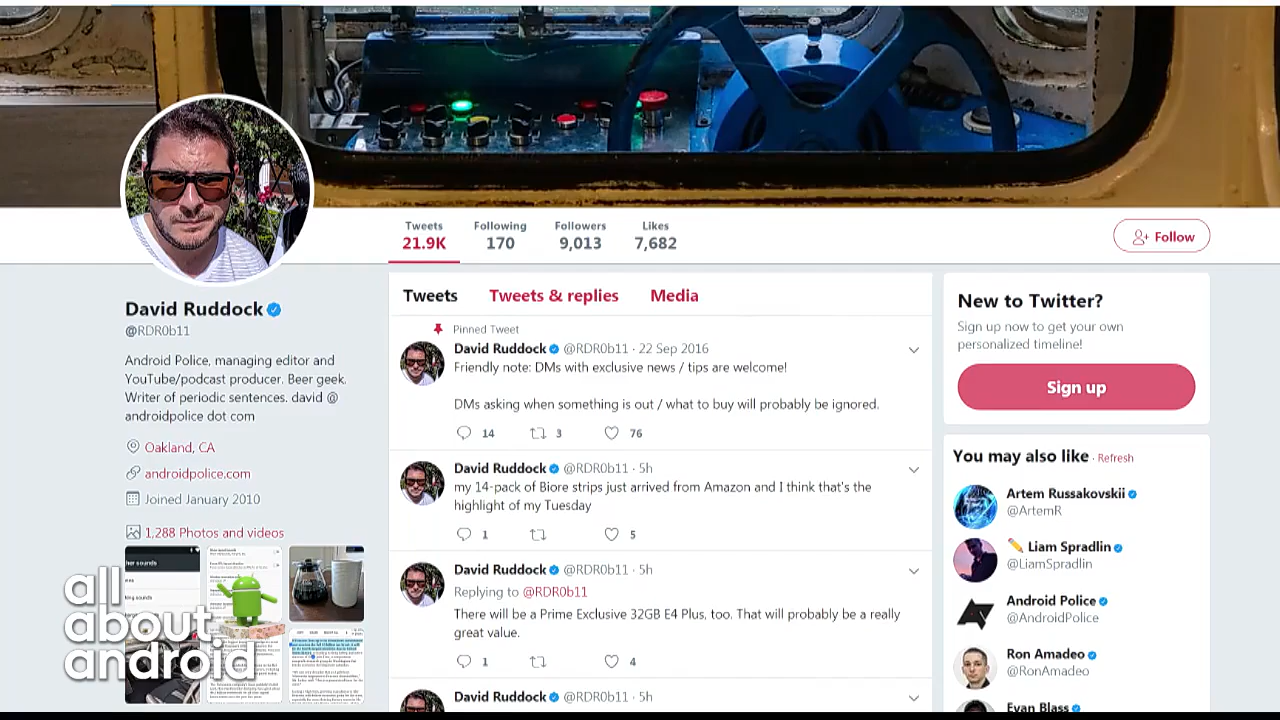 Tweets
21.9K
Following
170
Followers
9,013
Likes
7,682
Follow
David Ruddock
@RDR0b11
Android Police, managing editor and
YouTube/podcast producer. Beer geek.
Writer of periodic sentences. david @
androidpolice dot com
Oakland, CA
androidpolice.com
Joined January 2010
1,288 Photos and videos
her sounds
ng sounds
all
about
android
Tweets Tweets & replies Media
Pinned Tweet
David Ruddock @RDR0b11 · 22 Sep 2016
Friendly note: DMs with exclusive news / tips are welcome!
DMs asking when something is out / what to buy will probably be ignored.
14 3 76
David Ruddock @RDR0b11 · 5h
my 14-pack of Biore strips just arrived from Amazon and I think that's the
highlight of my Tuesday
1 5
David Ruddock @RDR0b11 · 5h
Replying to @RDR0b11
There will be a Prime Exclusive 32GB E4 Plus, too. That will probably be a really
great value.
1 4
David Ruddock @RDR0b11 · 5h
New to Twitter?
Sign up now to get your own
personalized timeline!
Sign up
You may also like · Refresh
Artem Russakovskii
@ArtemR
Liam Spradlin
@LiamSpradlin
Android Police
@AndroidPolice
Ron Amadeo
@RonAmadeo
Evan Blass